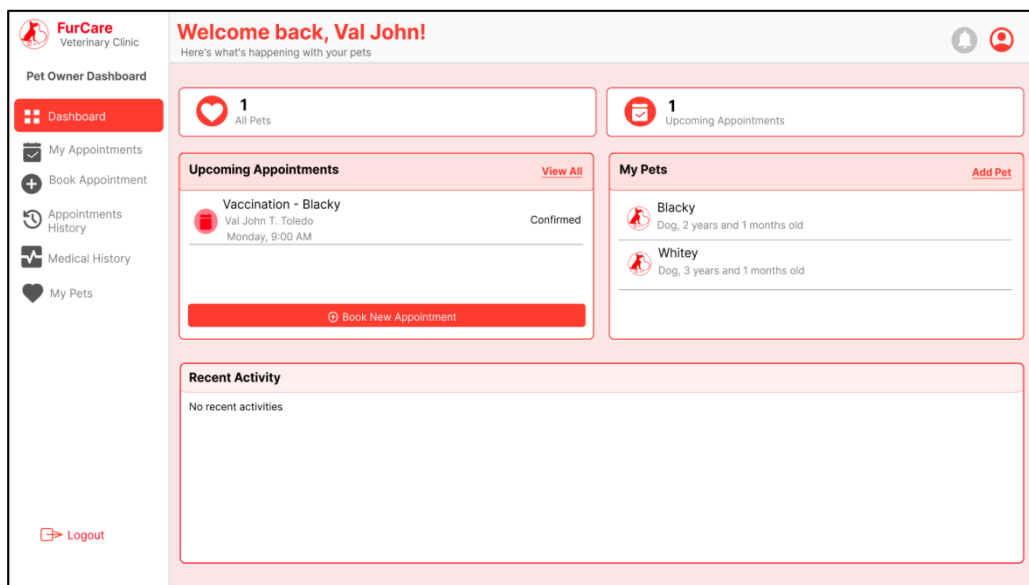 FurCare
Veterinary Clinic
Pet Owner Dashboard
Dashboard
My Appointments
Book Appointment
Appointments
History
Medical History
My Pets
Logout
Welcome back, Val John!
Here's what's happening with your pets
1
All Pets
1
Upcoming Appointments
Upcoming Appointments
View All
Vaccination - Blacky
Val John T. Toledo
Monday, 9:00 AM
Confirmed
Book New Appointment
My Pets
Add Pet
Blacky
Dog, 2 years and 1 months old
Whitey
Dog, 3 years and 1 months old
Recent Activity
No recent activities